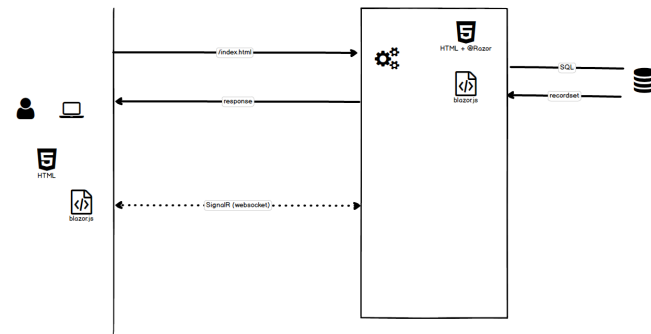 /index.html
HTML + @Razor
SQL
blazor.js
recordset
response
HTML
blazor.js
SignalR (websocket)